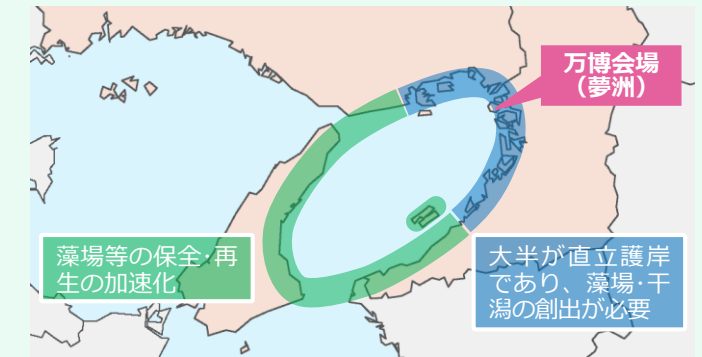 万博会場
（夢洲）
藻場等の保全･再
生の加速化
大半が直立護岸
であり、藻場･干
潟の創出が必要